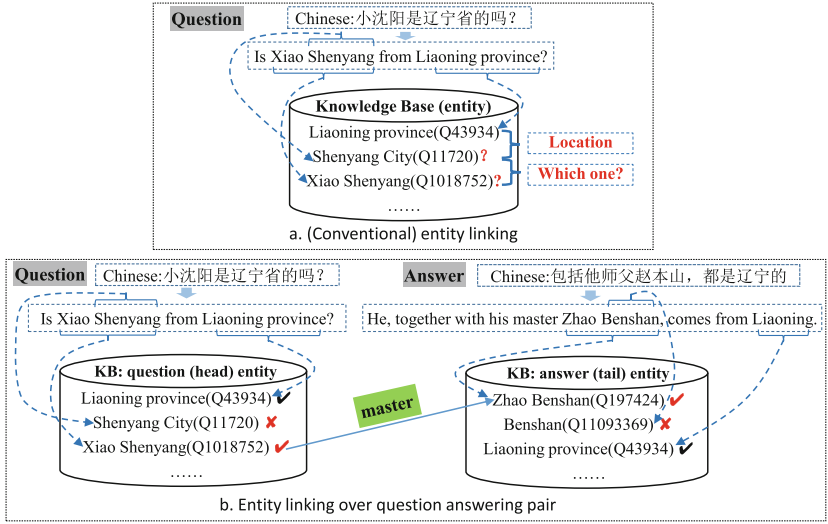 Question
Chinese:小沈阳是辽宁省的吗?
Is Xiao Shenyang from Liaoning province?
Knowledge Base (entity)
Liaoning province(Q43934)
Location
Shenyang City(Q11720)?
Which one?
Xiao Shenyang(Q1018752)?
......
a. (Conventional) entity linking
Question
Chinese:小沈阳是辽宁省的吗?
Is Xiao Shenyang from Liaoning province?
KB: question (head) entity
Liaoning province(Q43934) ✔
Shenyang City(Q11720) ✘
Xiao Shenyang(Q1018752) ✔
......
master
Answer
Chinese:包括他师父赵本山，都是辽宁的
He, together with his master Zhao Benshan, comes from Liaoning.
KB: answer (tail) entity
Zhao Benshan(Q197424) ✔
Benshan(Q11093369) ✘
Liaoning province(Q43934) ✔
......
b. Entity linking over question answering pair